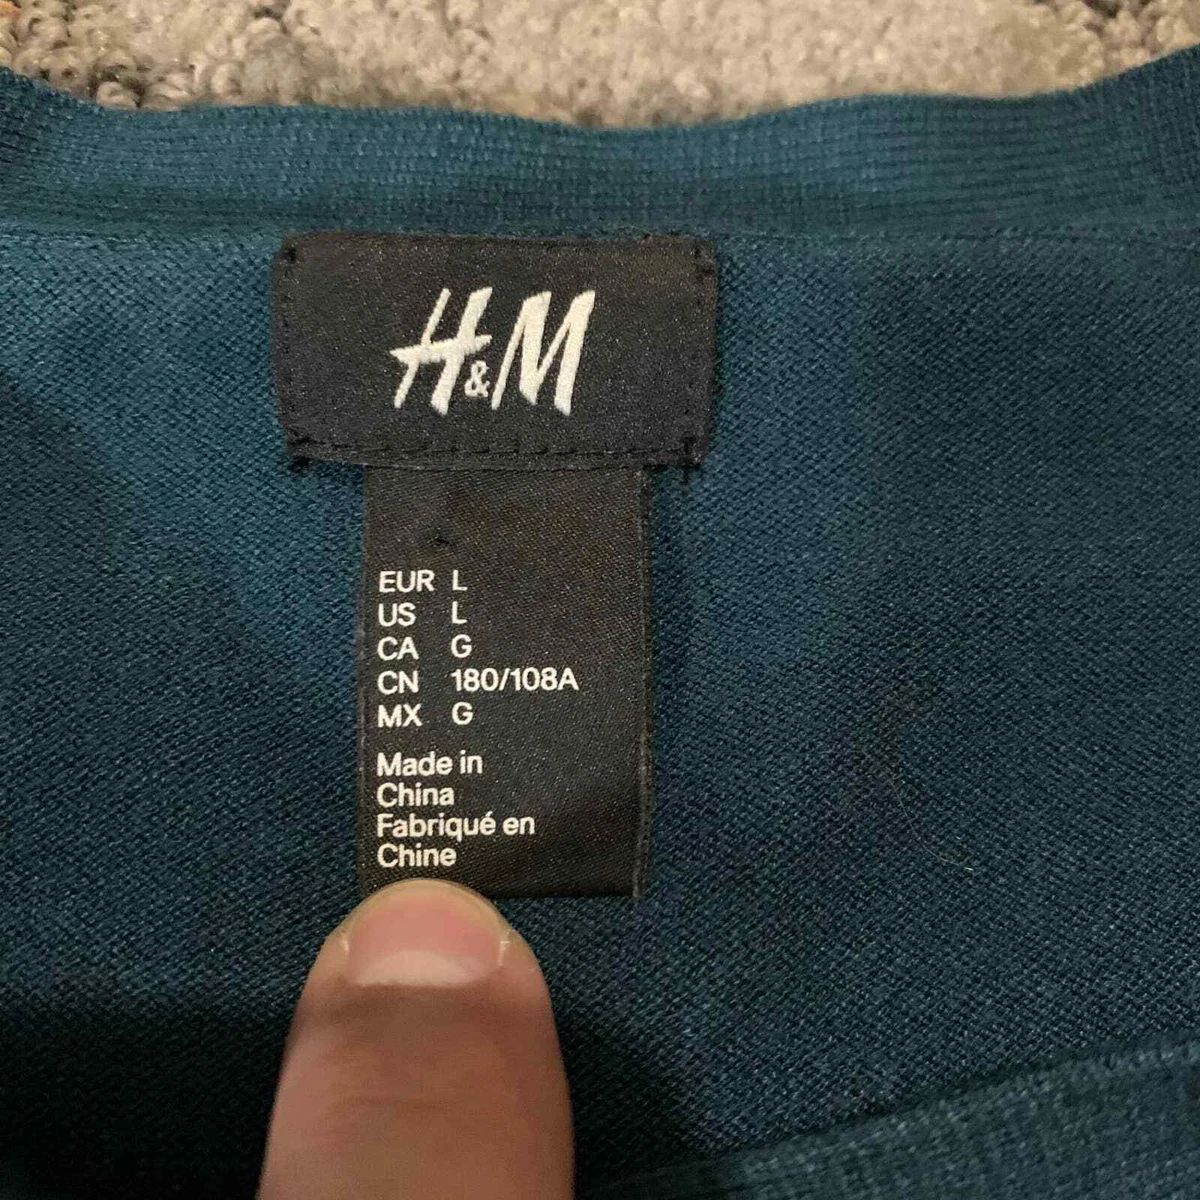 H&M
EUR L
US L
CA G
CN 180/108A
MX G
Made in
China
Fabriqué en
Chine